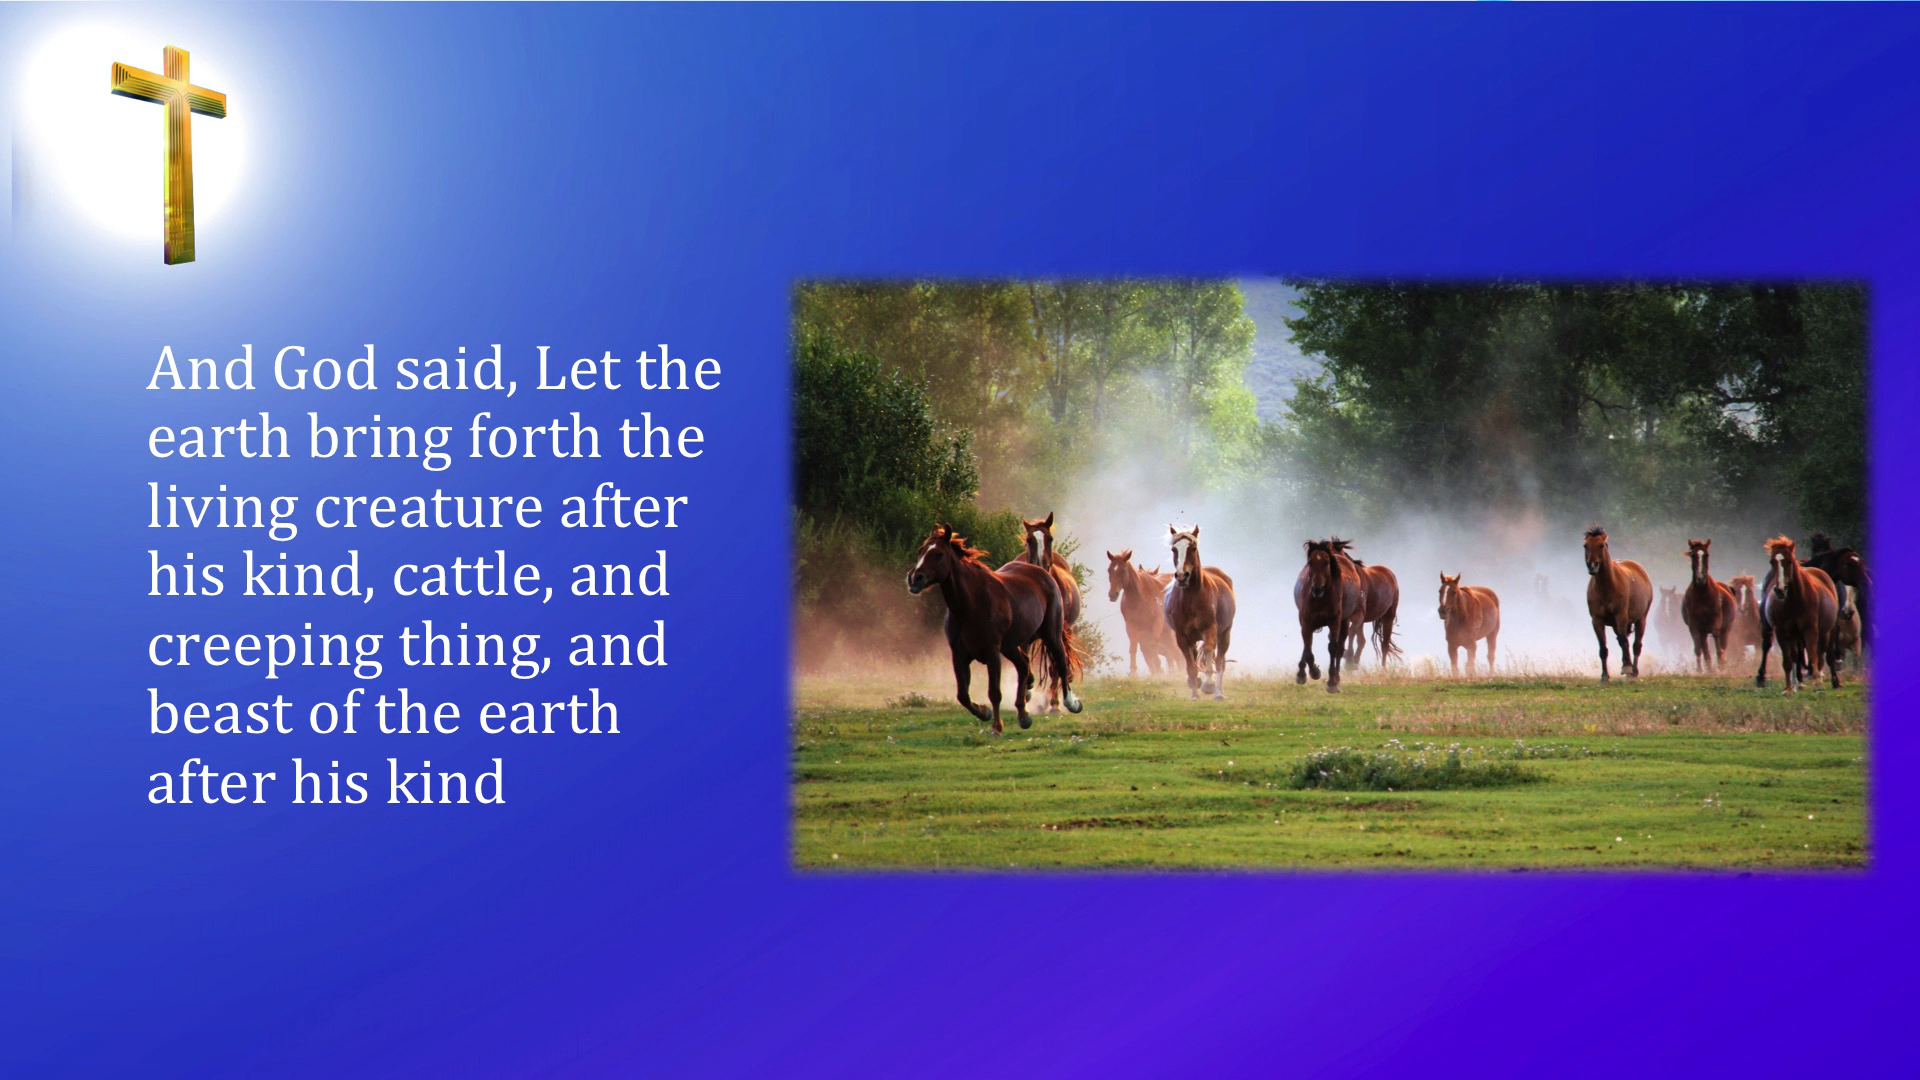 And God said, Let the
earth bring forth the
living creature after
his kind, cattle, and
creeping thing, and
beast of the earth
after his kind